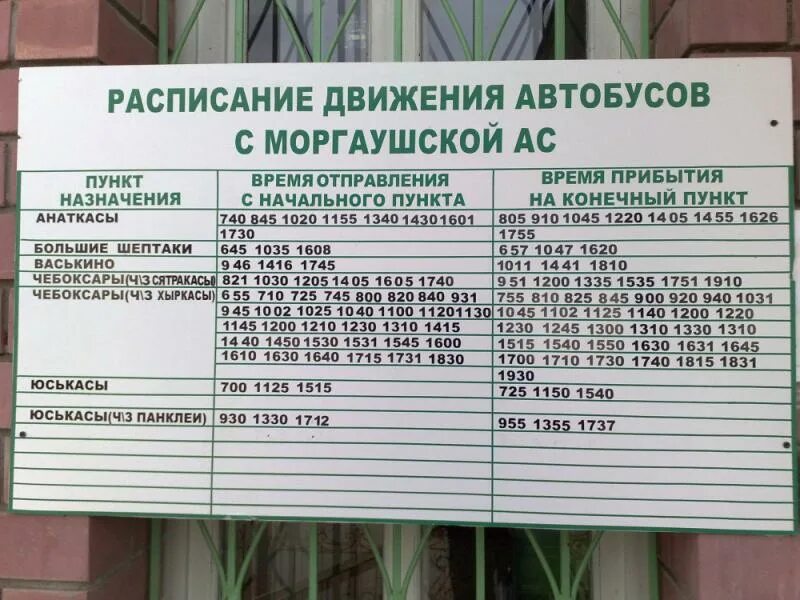 РАСПИСАНИЕ ДВИЖЕНИЯ АВТОБУСОВ
С МОРГАУШСКОЙ АС
ПУНКТ НАЗНАЧЕНИЯ
ВРЕМЯ ОТПРАВЛЕНИЯ С НАЧАЛЬНОГО ПУНКТА
ВРЕМЯ ПРИБЫТИЯ НА КОНЕЧНЫЙ ПУНКТ
АНАТКАСЫ 740 845 1020 1155 1340 1430 1601 805 910 1045 1220 1405 1455 1626
1730 1755
БОЛЬШИЕ ШЕПТАКИ 645 1035 1608 657 1047 1620
ВАСЬКИНО 946 1416 1745 1011 1441 1810
ЧЕБОКСАРЫ(Ч\З СЯТРАКАСЫ) 821 1030 1205 1405 1605 1740 951 1200 1335 1535 1751 1910
ЧЕБОКСАРЫ(Ч\З ХЫРКАСЫ) 655 710 725 745 800 820 840 931 755 810 825 845 900 920 940 1031
945 1002 1025 1040 1100 1120 1130 1045 1102 1125 1140 1200 1220
1145 1200 1210 1230 1310 1415 1230 1245 1300 1310 1330 1310
1440 1450 1530 1531 1545 1600 1515 1540 1550 1630 1631 1645
1610 1630 1640 1715 1731 1830 1700 1710 1730 1740 1815 1831
1930
ЮСЬКАСЫ 700 1125 1515 725 1150 1540
ЮСЬКАСЫ(Ч\З ПАНКЛЕИ) 930 1330 1712 955 1355 1737